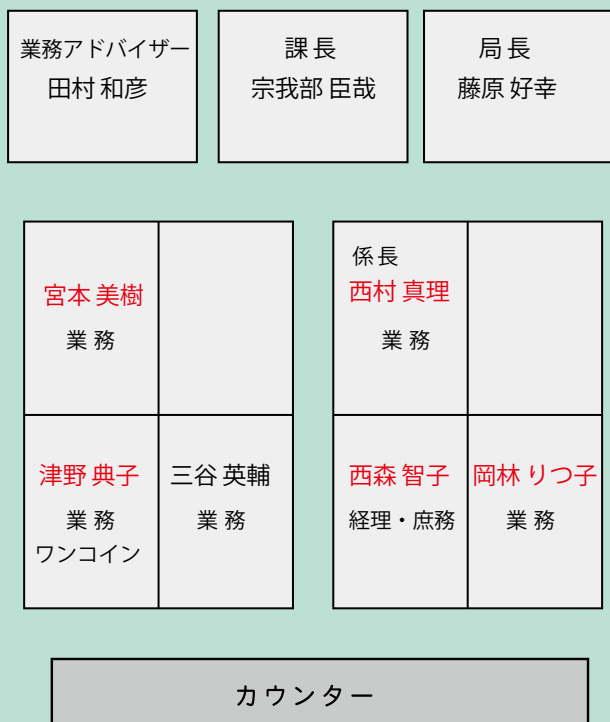 業務アドバイザー
田村 和彦
課 長
宗我部 臣哉
局 長
藤原 好幸
宮本 美樹
業 務
係 長
西村 真理
業 務
津野 典子
業 務
ワンコイン
三谷 英輔
業 務
西森 智子
経理・庶務
岡林 りつ子
業 務
カウンター